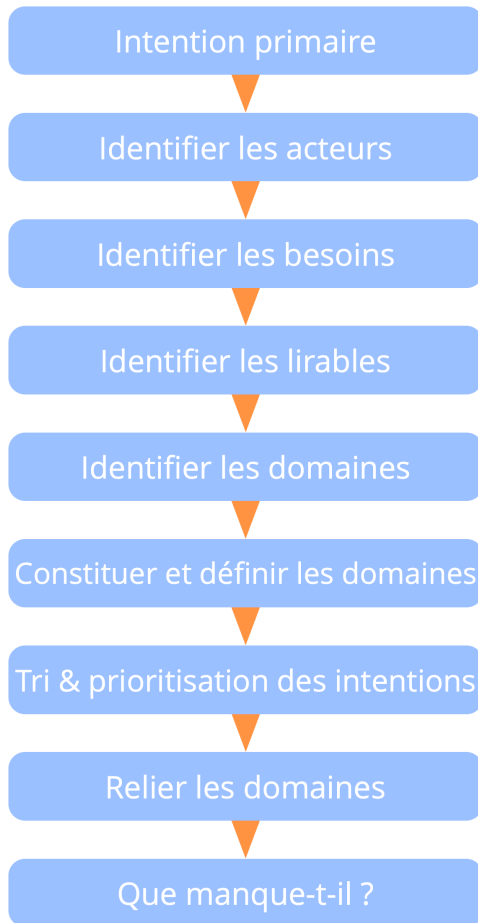 Intention primaire
Identifier les acteurs
Identifier les besoins
Identifier les lirables
Identifier les domaines
Constituer et définir les domaines
Tri & prioritisation des intentions
Relier les domaines
Que manque-t-il ?